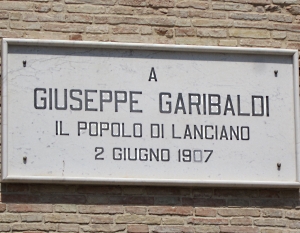 A
GIUSEPPE GARIBALDI
IL POPOLO DI LANCIANO
2 GIUGNO 1907